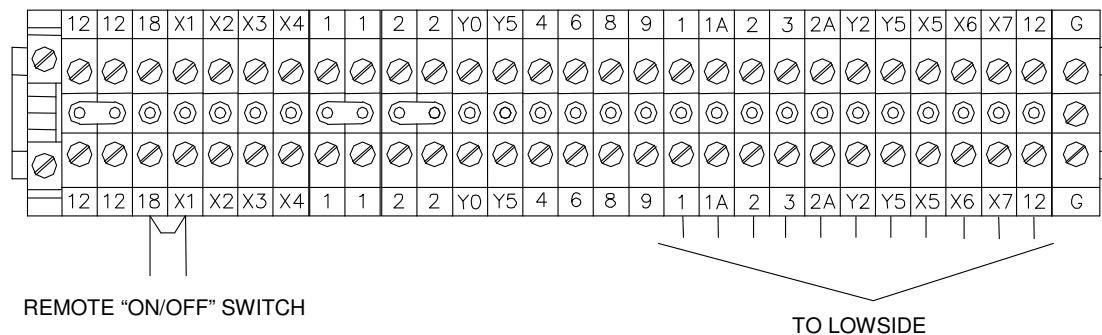 12 12 18 X1 X2 X3 X4 1 1 2 2 Y0 Y5 4 6 8 9 1 1A 2 3 2A Y2 Y5 X5 X6 X7 12 G
12 12 18 X1 X2 X3 X4 1 1 2 2 Y0 Y5 4 6 8 9 1 1A 2 3 2A Y2 Y5 X5 X6 X7 12 G
REMOTE “ON/OFF” SWITCH
TO LOWSIDE